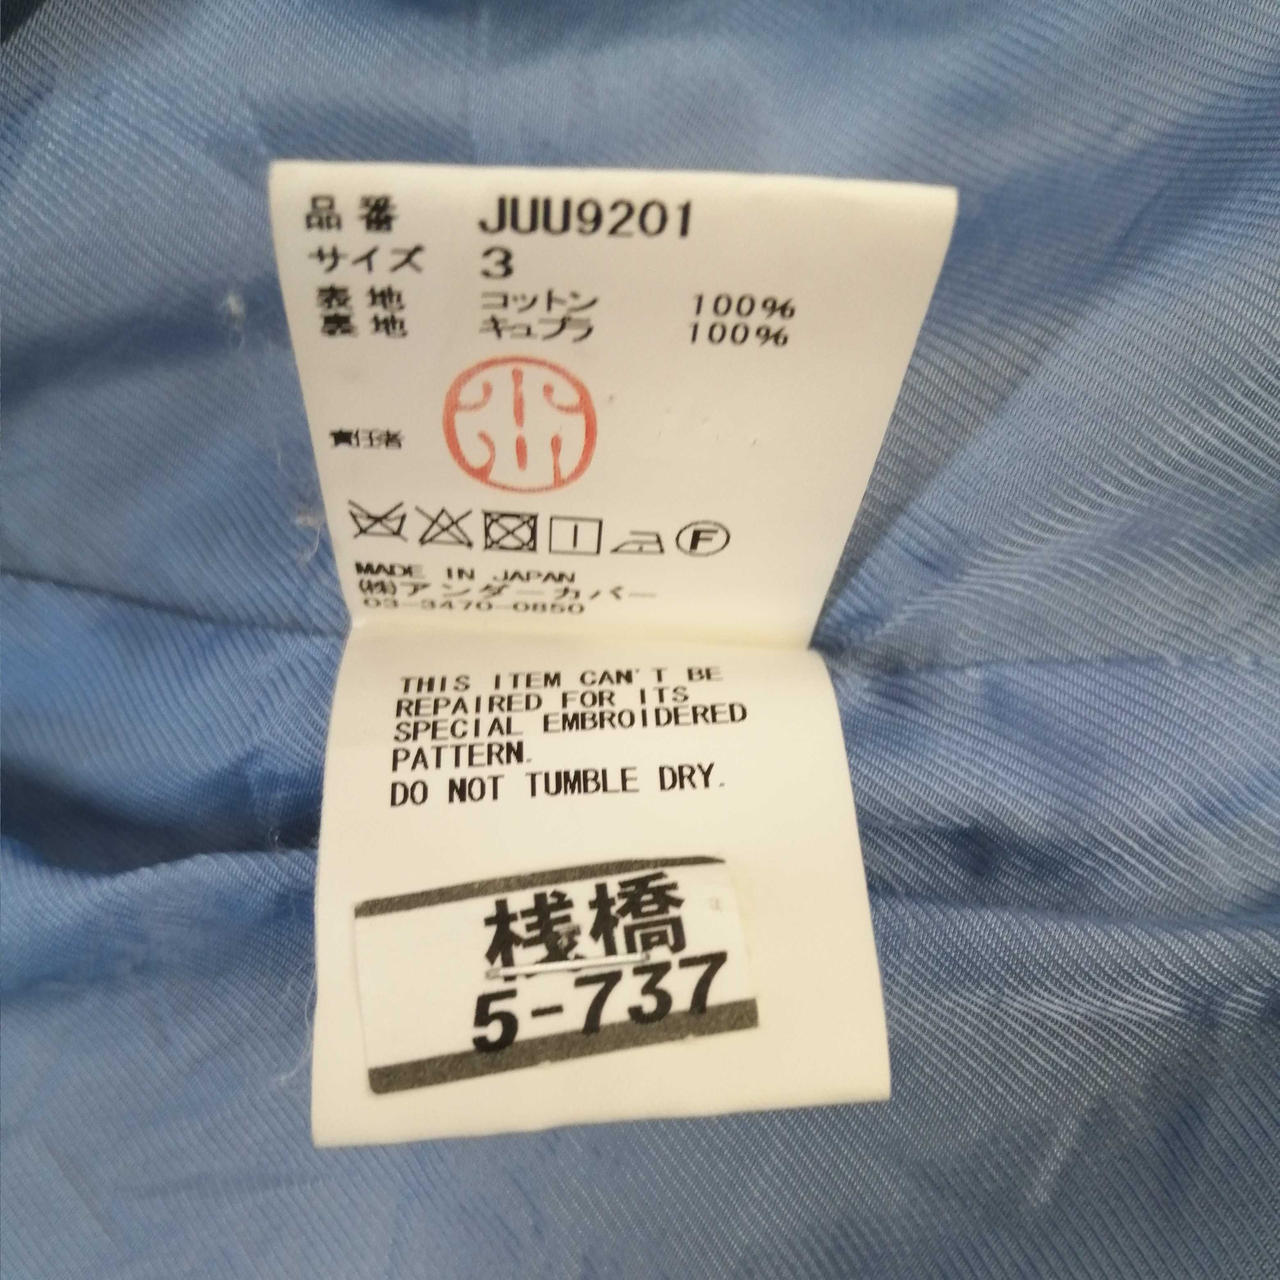 品番 JUU9201
サイズ 3
表地 コットン 100%
裏地 キュプラ 100%
責任者
F
MADE IN JAPAN
(株)アンダーカバー
03-3470-0850
THIS ITEM CAN'T BE
REPAIRED FOR ITS
SPECIAL EMBROIDERED
PATTERN.
DO NOT TUMBLE DRY.
桟橋
5-737